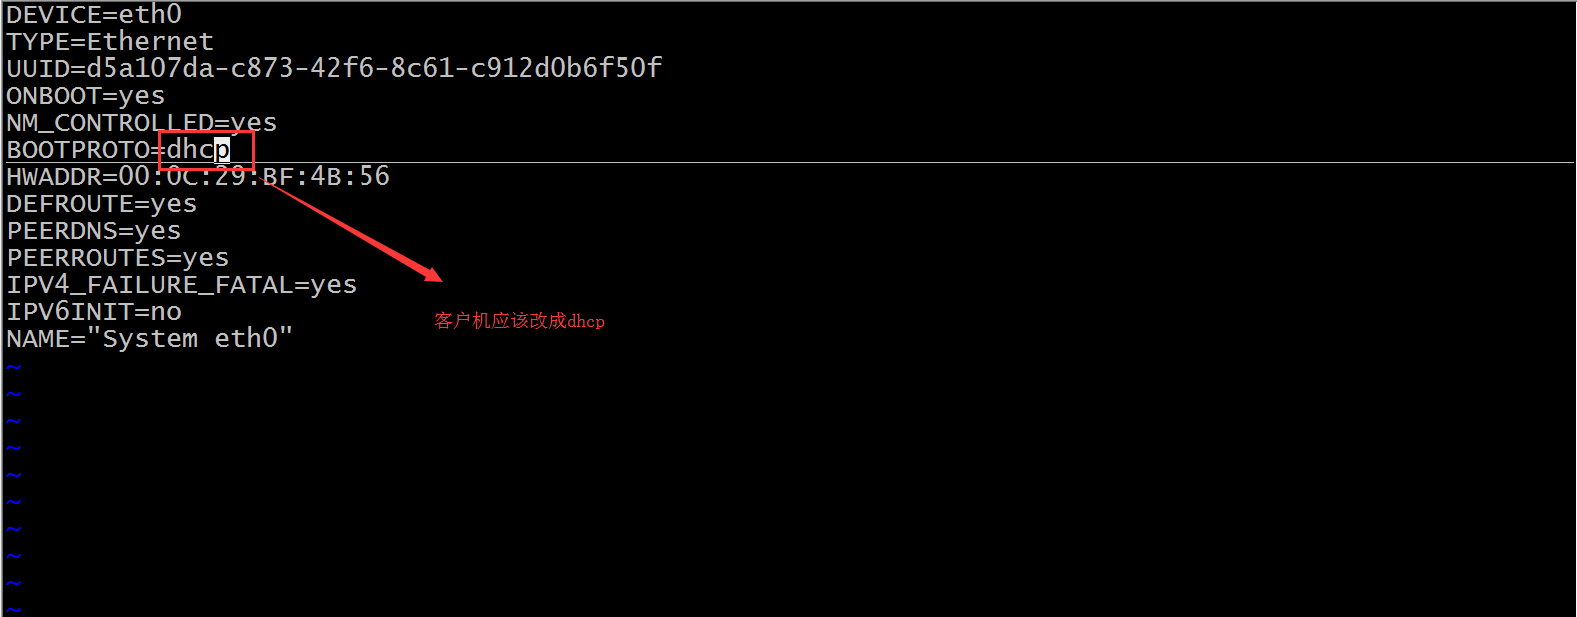 DEVICE=eth0
TYPE=Ethernet
UUID=d5a107da-c873-42f6-8c61-c912d0b6f50f
ONBOOT=yes
NM_CONTROLLED=yes
BOOTPROTO=dhcp
HWADDR=00:0C:29:BF:4B:56
DEFROUTE=yes
PEERDNS=yes
PEERROUTES=yes
IPV4_FAILURE_FATAL=yes
IPV6INIT=no
NAME="System eth0"
客户机应该改成dhcp
~
~
~
~
~
~
~
~
~
~